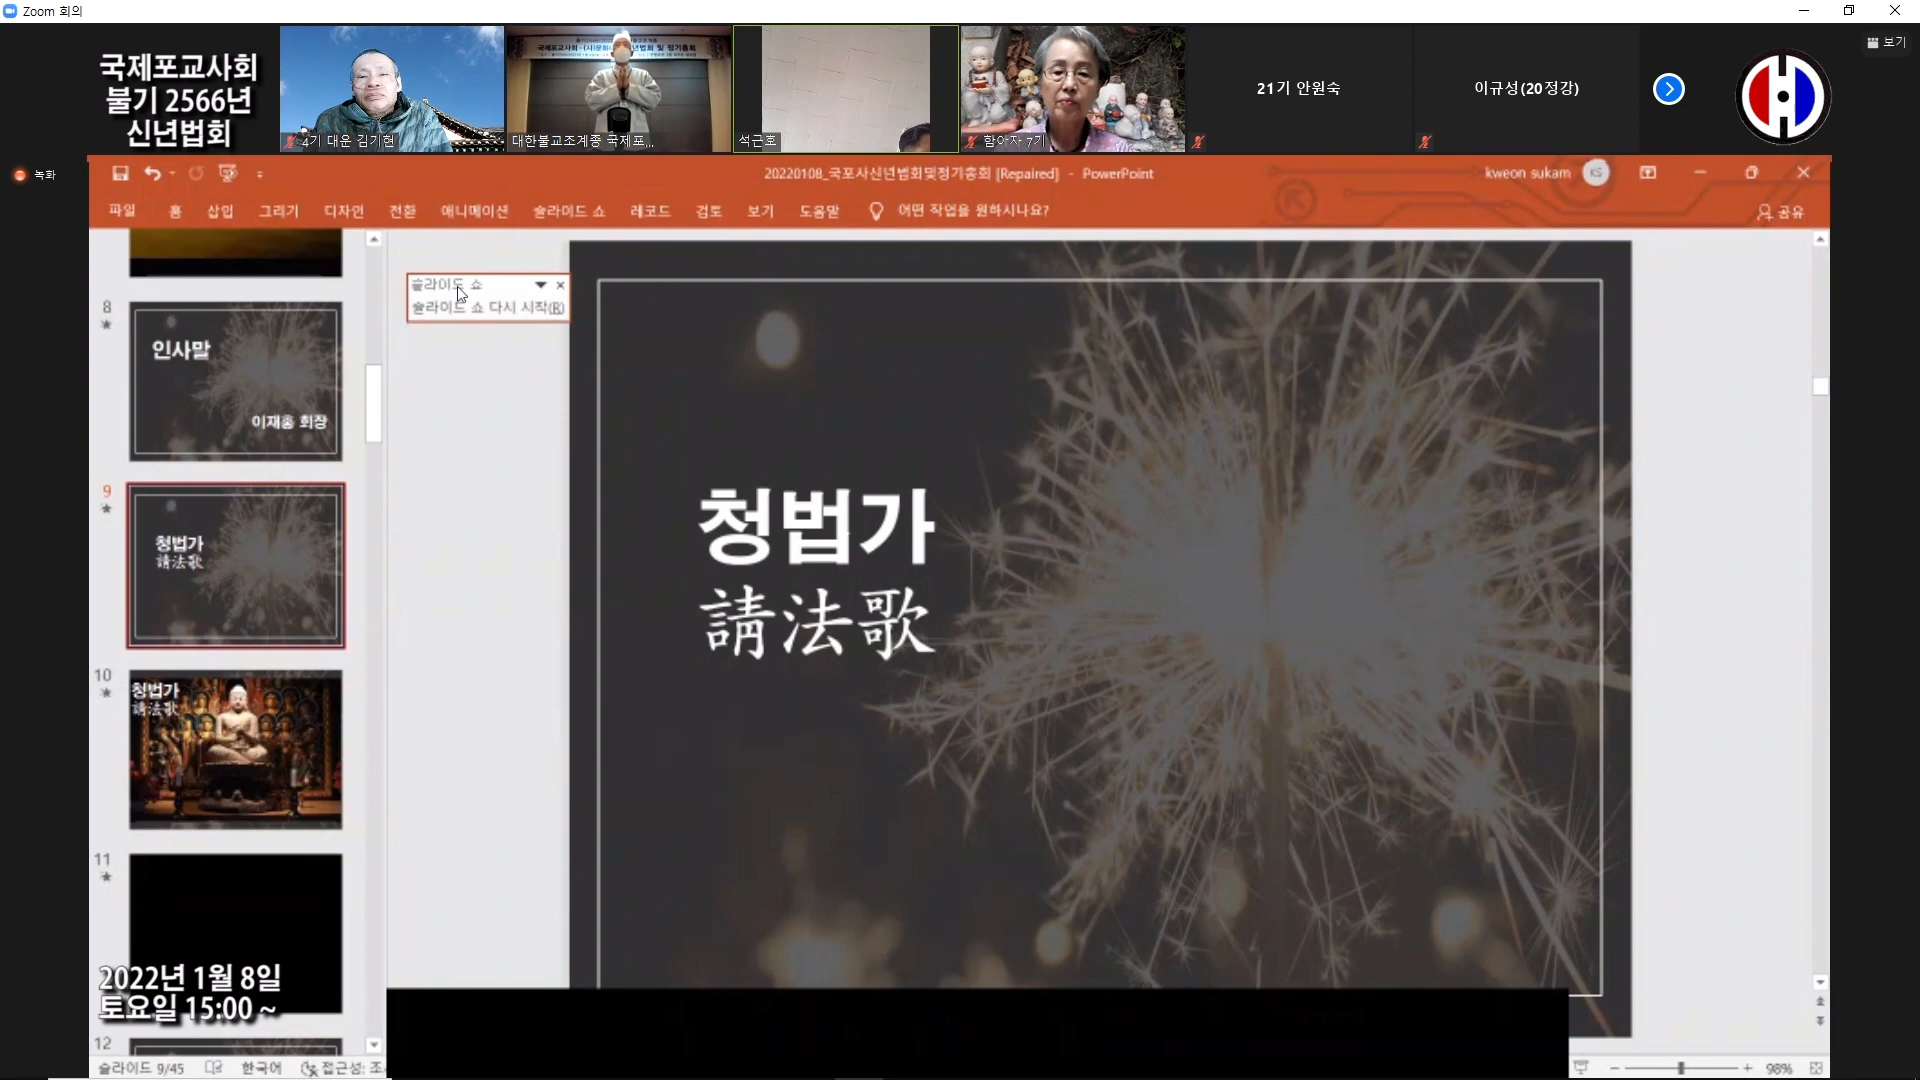 Zoom 회의
국제포교사회
불기 2566년
신년법회
4기 대운 김기현
대한불교조계종 국제포...
석근호
함아자 7기
21기 안원숙
이규성(20정강)
보기
녹화
20220108_국포사신년법회및정기총회 [Repaired] - PowerPoint
kweon sukam
KS
파일 홈 삽입 그리기 디자인 전환 애니메이션 슬라이드 쇼 레코드 검토 보기 도움말 어떤 작업을 원하시나요?
공유
슬라이드 쇼
슬라이드 쇼 다시 시작(R)
8
인사말
이재홍 회장
9
청법가
請法歌
10
청법가
請法歌
11
12
청법가
請法歌
2022년 1월 8일
토요일 15:00 ~
슬라이드 9/45
한국어
접근성: 조
98%